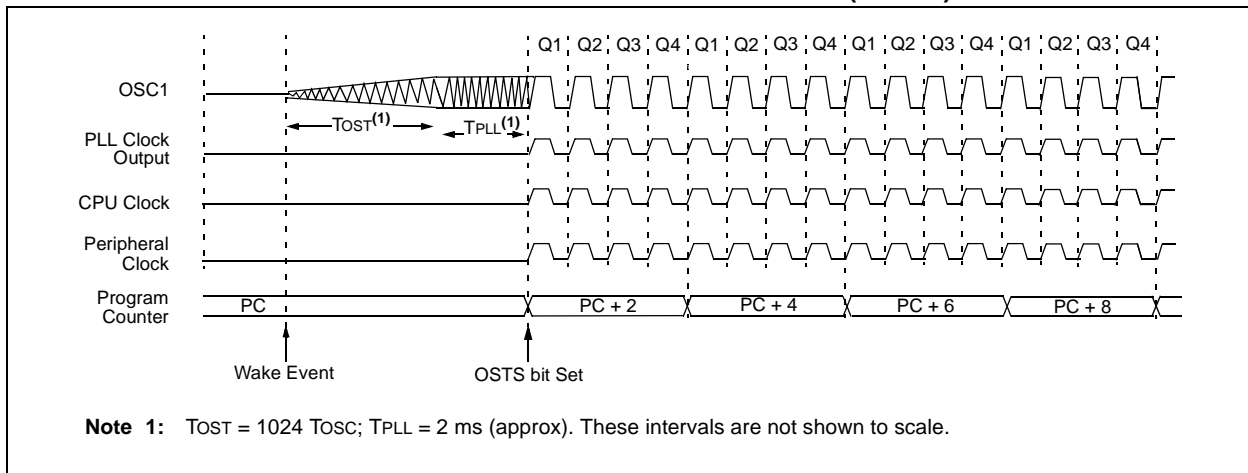 Q1 Q2 Q3 Q4 Q1 Q2 Q3 Q4 Q1 Q2 Q3 Q4 Q1 Q2 Q3 Q4
OSC1
TOST(1)
TPLL(1)
PLL Clock
Output
CPU Clock
Peripheral
Clock
Program
Counter
PC
PC + 2
PC + 4
PC + 6
PC + 8
Wake Event
OSTS bit Set
Note 1: TOST = 1024 TOSC; TPLL = 2 ms (approx). These intervals are not shown to scale.